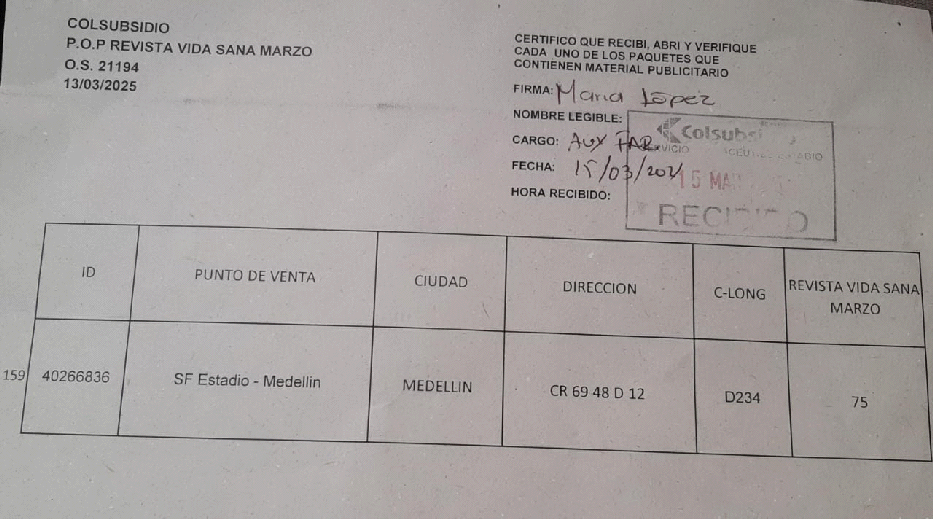 COLSUBSIDIO
P.O.P REVISTA VIDA SANA MARZO
O.S. 21194
13/03/2025
CERTIFICO QUE RECIBI, ABRI Y VERIFIQUE
CADA UNO DE LOS PAQUETES QUE
CONTIENEN MATERIAL PUBLICITARIO
FIRMA: Maria López
NOMBRE LEGIBLE:
CARGO: Aux FAR
FECHA: 15/03/202
HORA RECIBIDO:
Colsubsi
15 MA
RECIBIDO
ID PUNTO DE VENTA CIUDAD DIRECCION C-LONG REVISTA VIDA SANA
MARZO
159 40266836 SF Estadio - Medellin MEDELLIN CR 69 48 D 12 D234 75